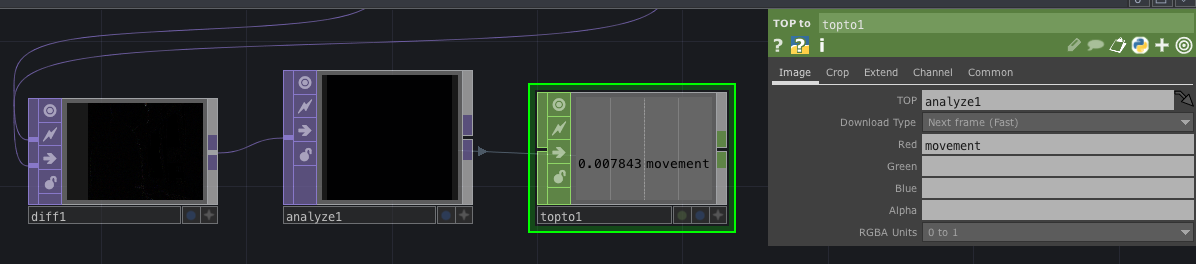 TOP to topto1
? ? i
Image Crop Extend Channel Common
TOP analyze1
Download Type Next frame (Fast)
Red movement
Green
Blue
Alpha
RGBA Units 0 to 1
0.007843 movement
diff1
analyze1
topto1